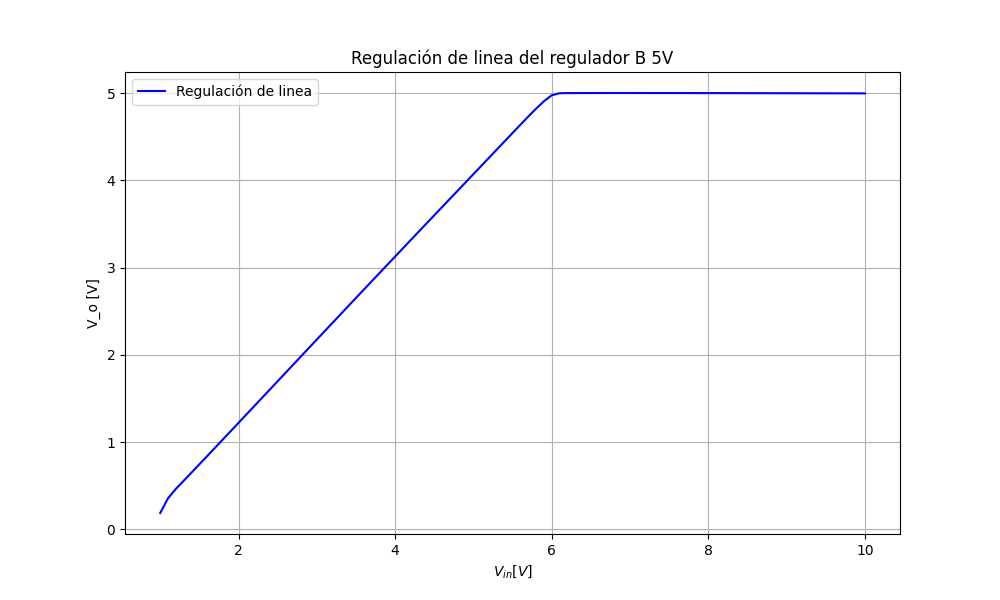 Regulación de linea del regulador B 5V
Regulación de linea
5
4
3
2
1
0
V_o [V]
2 4 6 8 10
V_in[V]